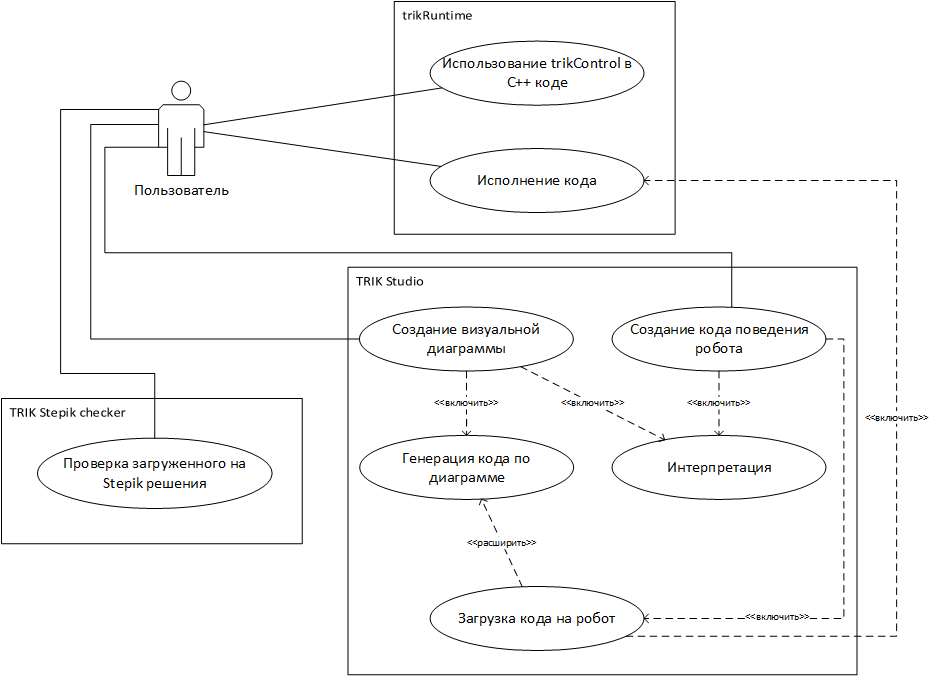 trikRuntime
Использование trikControl в
C++ коде
Исполнение кода
Пользователь
TRIK Studio
Создание визуальной
диаграммы
Создание кода поведения
робота
<<включить>>
<<включить>>
<<включить>>
<<включить>>
TRIK Stepik checker
Проверка загруженного на
Stepik решения
Генерация кода по
диаграмме
Интерпретация
<<расширить>>
Загрузка кода на робот
<<включить>>